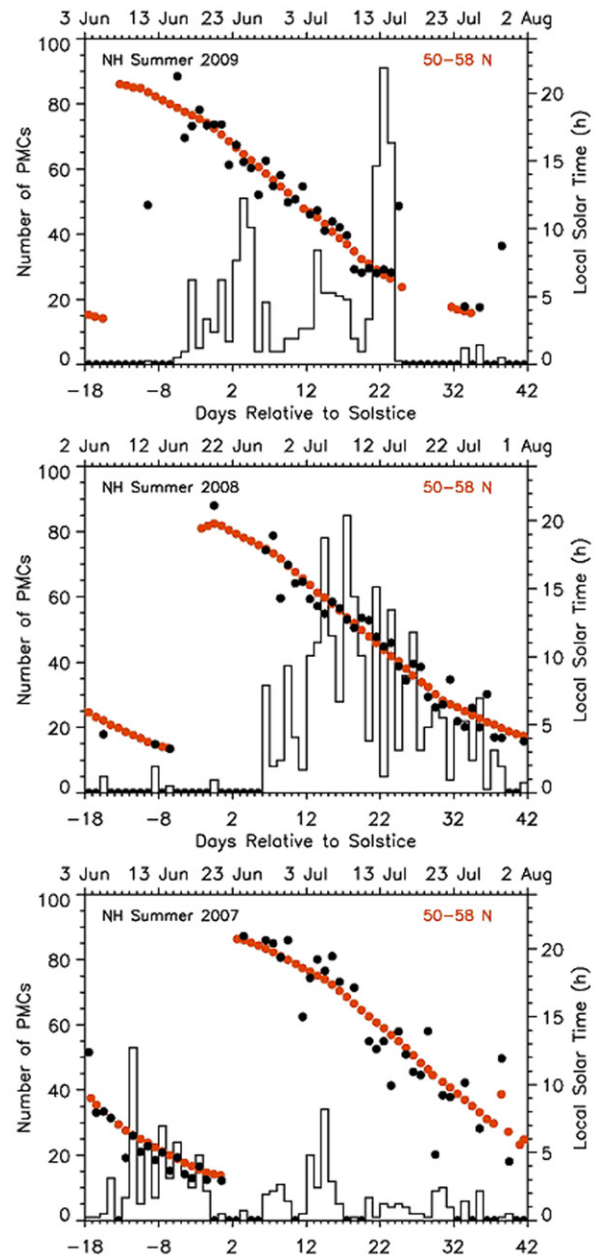 3 Jun 13 Jun 23 Jun 3 Jul 13 Jul 23 Jul 2 Aug
100
NH Summer 2009 50–58 N
80 20
60 15
40 10
20 5
0 0
Number of PMCs
Local Solar Time (h)
−18 −8 2 12 22 32 42
Days Relative to Solstice
2 Jun 12 Jun 22 Jun 2 Jul 12 Jul 22 Jul 1 Aug
100
NH Summer 2008 50–58 N
80 20
60 15
40 10
20 5
0 0
Number of PMCs
Local Solar Time (h)
−18 −8 2 12 22 32 42
Days Relative to Solstice
3 Jun 13 Jun 23 Jun 3 Jul 13 Jul 23 Jul 2 Aug
100
NH Summer 2007 50–58 N
80 20
60 15
40 10
20 5
0 0
Number of PMCs
Local Solar Time (h)
−18 −8 2 12 22 32 42